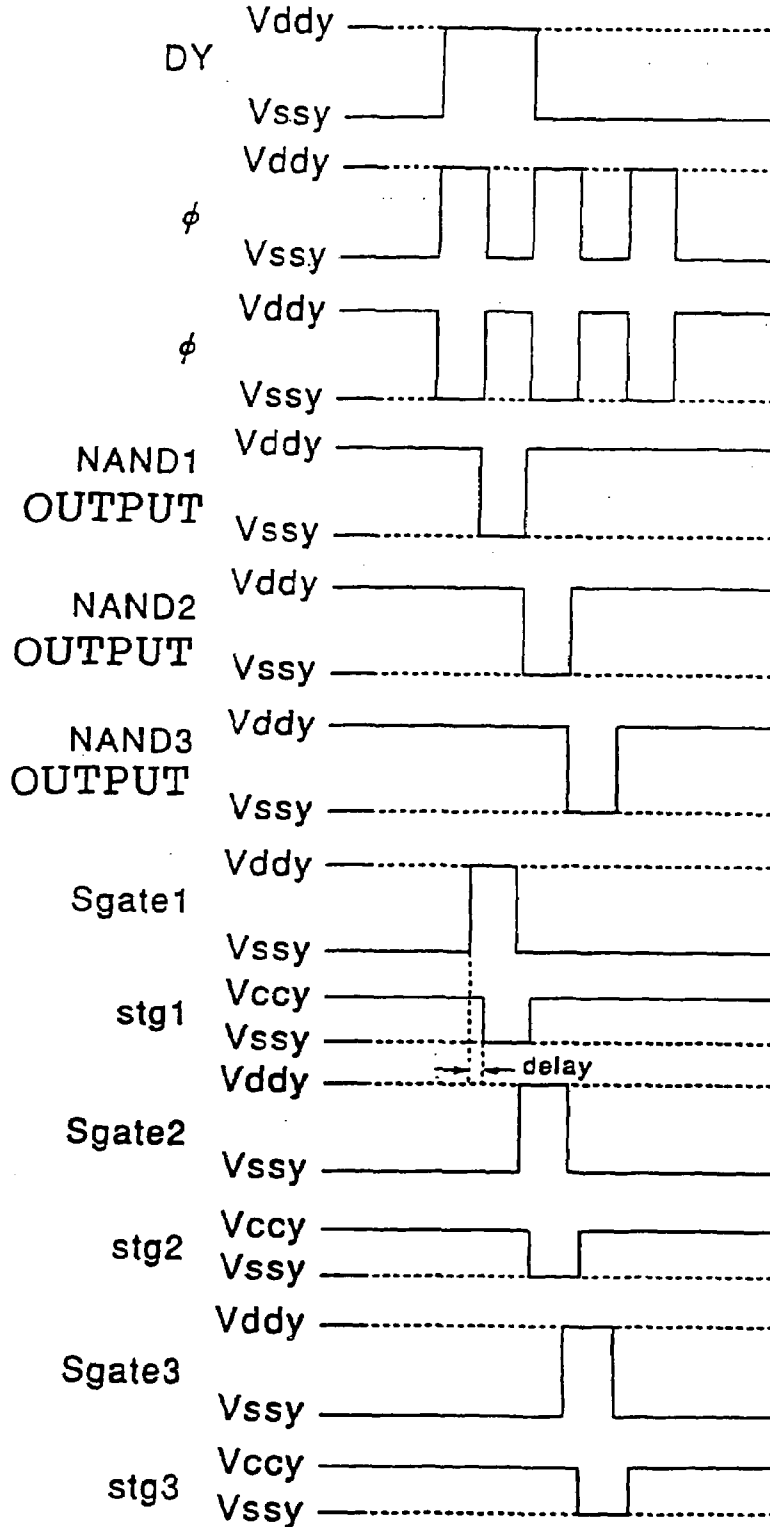 Vddy
DY
Vssy
Vddy
ϕ
Vssy
Vddy
ϕ
Vssy
Vddy
NAND1
OUTPUT
Vssy
Vddy
NAND2
OUTPUT
Vssy
Vddy
NAND3
OUTPUT
Vssy
Vddy
Sgate1
Vssy
Vccy
stg1
Vssy
delay
Vddy
Sgate2
Vssy
Vccy
stg2
Vssy
Vddy
Sgate3
Vssy
Vccy
stg3
Vssy